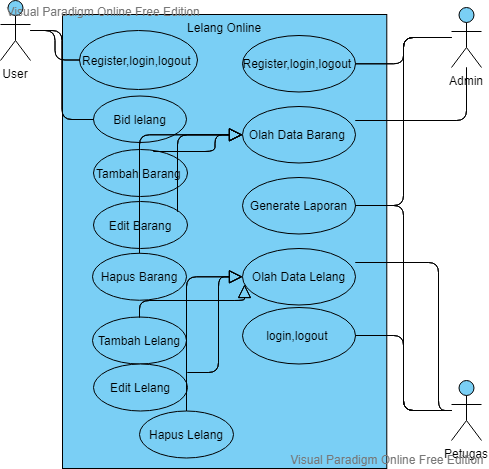 Visual Paradigm Online Free Edition
Lelang Online
User
Register,login,logout
Register,login,logout
Admin
Bid lelang
Olah Data Barang
Tambah Barang
Edit Barang
Generate Laporan
Hapus Barang
Olah Data Lelang
Tambah Lelang
login,logout
Edit Lelang
Hapus Lelang
Petugas
Visual Paradigm Online Free Edition